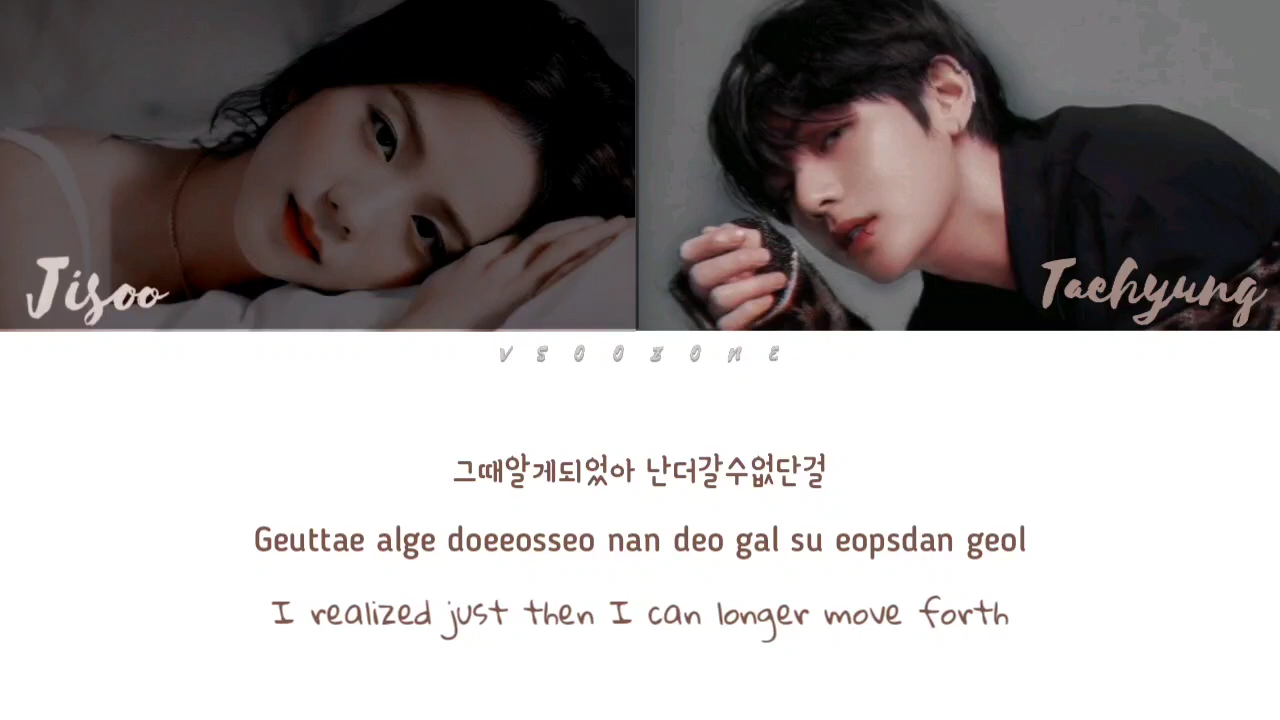 Jisoo
Taehyung
VSOOZONE
그때알게되었아 난더갈수없단걸
Geuttae alge doeeosseo nan deo gal su eopsdan geol
I realized just then I can longer move forth